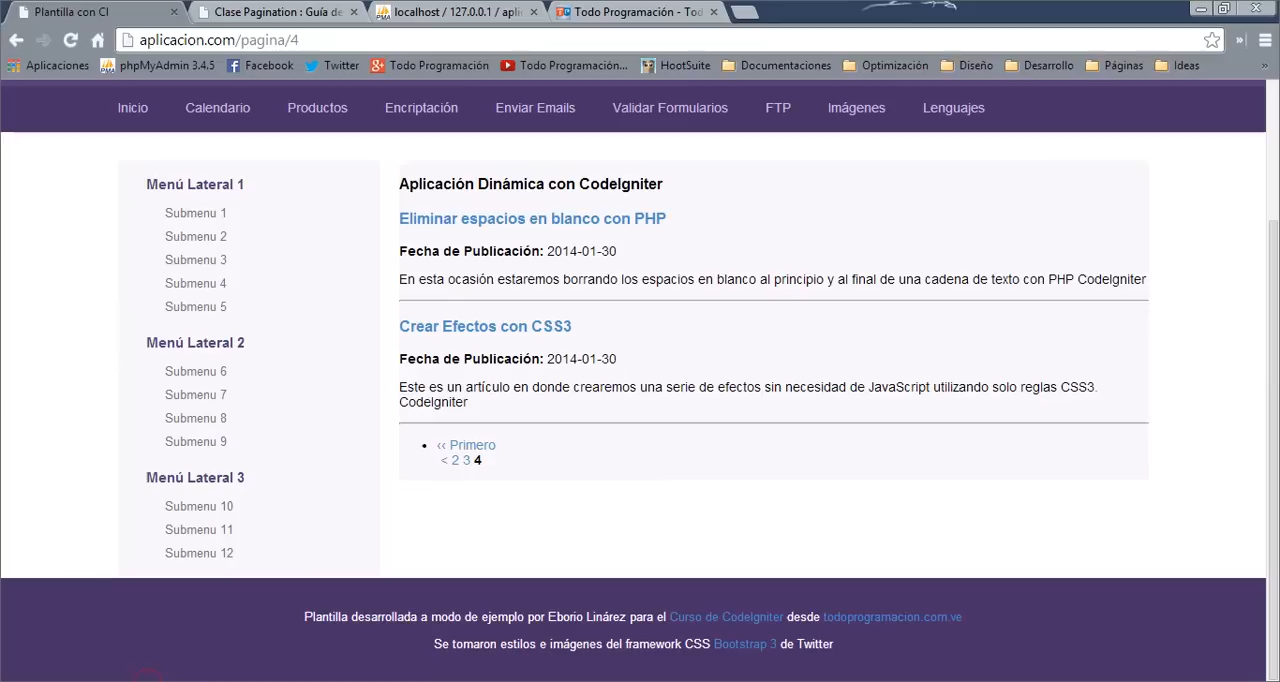 Plantilla con CI
Clase Pagination : Guía de
localhost / 127.0.0.1 / apli
Todo Programación - Tod
aplicacion.com/pagina/4
Aplicaciones phpMyAdmin 3.4.5 Facebook Twitter Todo Programación Todo Programación... HootSuite Documentaciones Optimización Diseño Desarrollo Páginas Ideas »
Inicio Calendario Productos Encriptación Enviar Emails Validar Formularios FTP Imágenes Lenguajes
Menú Lateral 1
Submenu 1
Submenu 2
Submenu 3
Submenu 4
Submenu 5
Menú Lateral 2
Submenu 6
Submenu 7
Submenu 8
Submenu 9
Menú Lateral 3
Submenu 10
Submenu 11
Submenu 12
Aplicación Dinámica con CodeIgniter
Eliminar espacios en blanco con PHP
Fecha de Publicación: 2014-01-30
En esta ocasión estaremos borrando los espacios en blanco al principio y al final de una cadena de texto con PHP CodeIgniter
Crear Efectos con CSS3
Fecha de Publicación: 2014-01-30
Este es un artículo en donde crearemos una serie de efectos sin necesidad de JavaScript utilizando solo reglas CSS3.
CodeIgniter
• ‹‹ Primero
< 2 3 4
Plantilla desarrollada a modo de ejemplo por Eborio Linárez para el Curso de CodeIgniter desde todoprogramacion.com.ve
Se tomaron estilos e imágenes del framework CSS Bootstrap 3 de Twitter